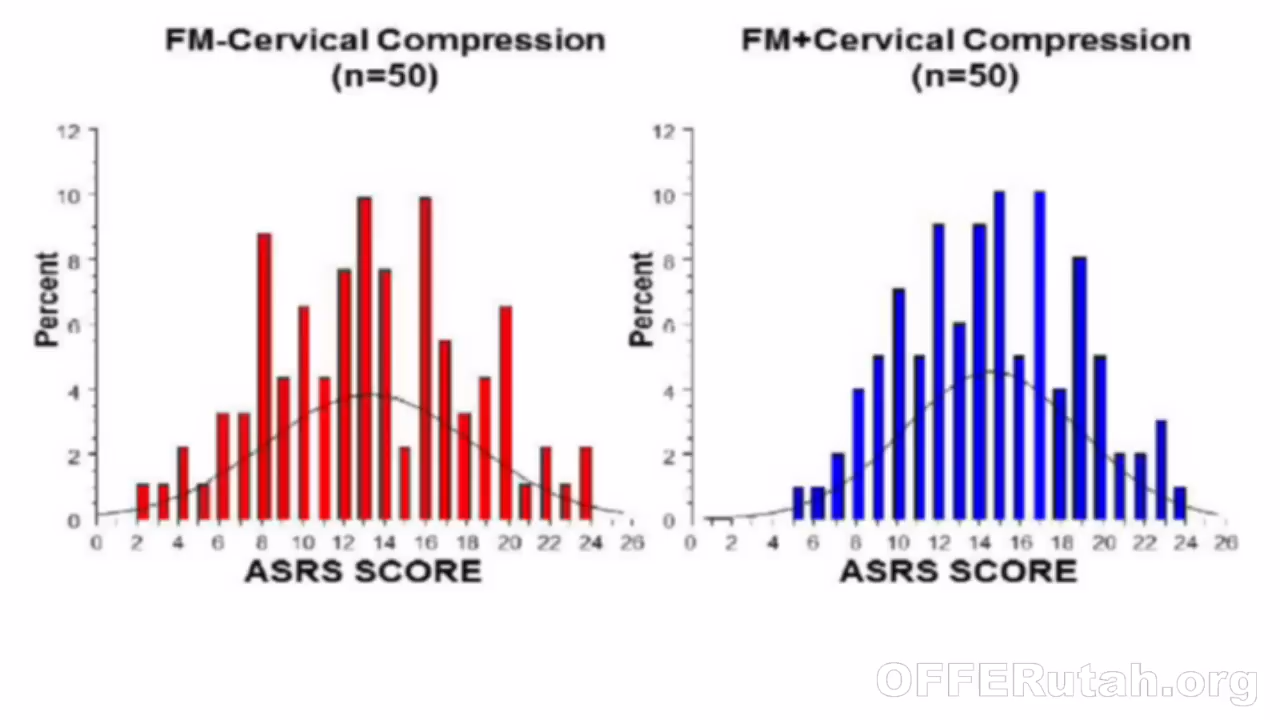 FM-Cervical Compression
(n=50)
12
10
8
6
4
2
0
Percent
0 2 4 6 8 10 12 14 16 18 20 22 24 26
ASRS SCORE
FM+Cervical Compression
(n=50)
12
10
8
6
4
2
0
Percent
0 2 4 6 8 10 12 14 16 18 20 22 24 26
ASRS SCORE
OFFERutah.org